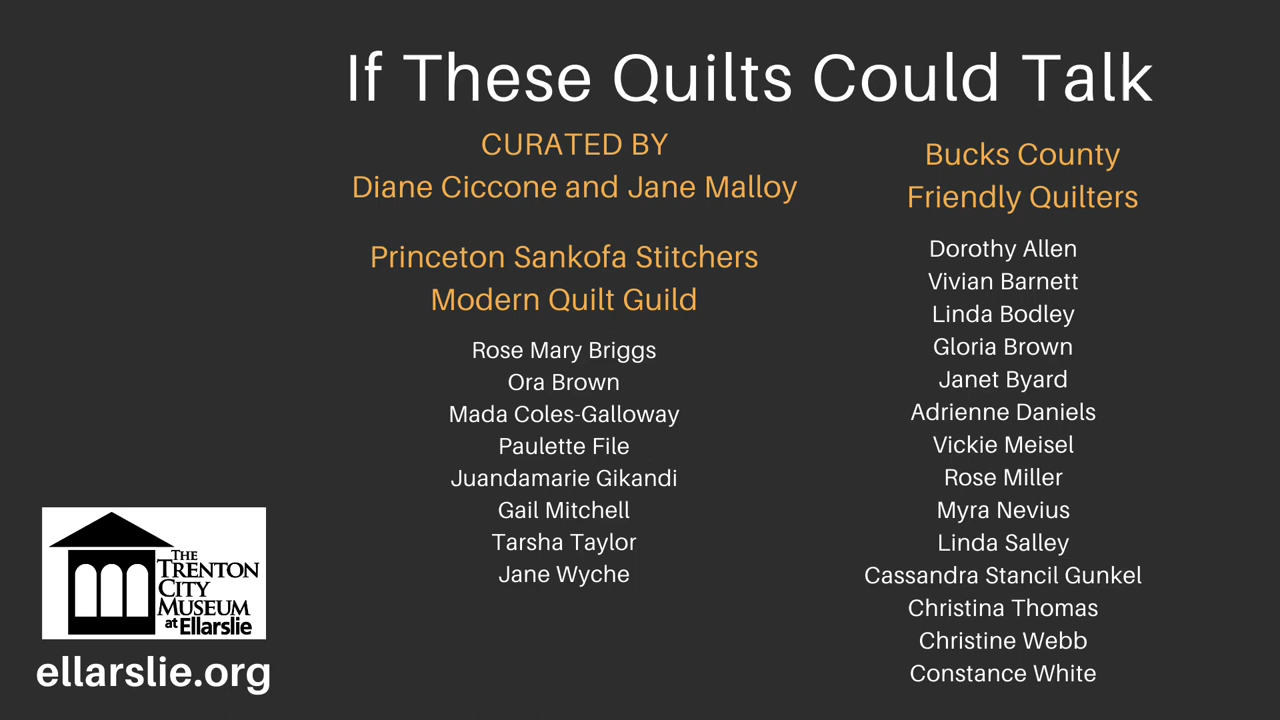 If These Quilts Could Talk
CURATED BY
Diane Ciccone and Jane Malloy
Princeton Sankofa Stitchers
Modern Quilt Guild
Rose Mary Briggs
Ora Brown
Mada Coles-Galloway
Paulette File
Juandamarie Gikandi
Gail Mitchell
Tarsha Taylor
Jane Wyche
Bucks County
Friendly Quilters
Dorothy Allen
Vivian Barnett
Linda Bodley
Gloria Brown
Janet Byard
Adrienne Daniels
Vickie Meisel
Rose Miller
Myra Nevius
Linda Salley
Cassandra Stancil Gunkel
Christina Thomas
Christine Webb
Constance White
THE
TRENTON
CITY
MUSEUM
at Ellarslie
ellarslie.org